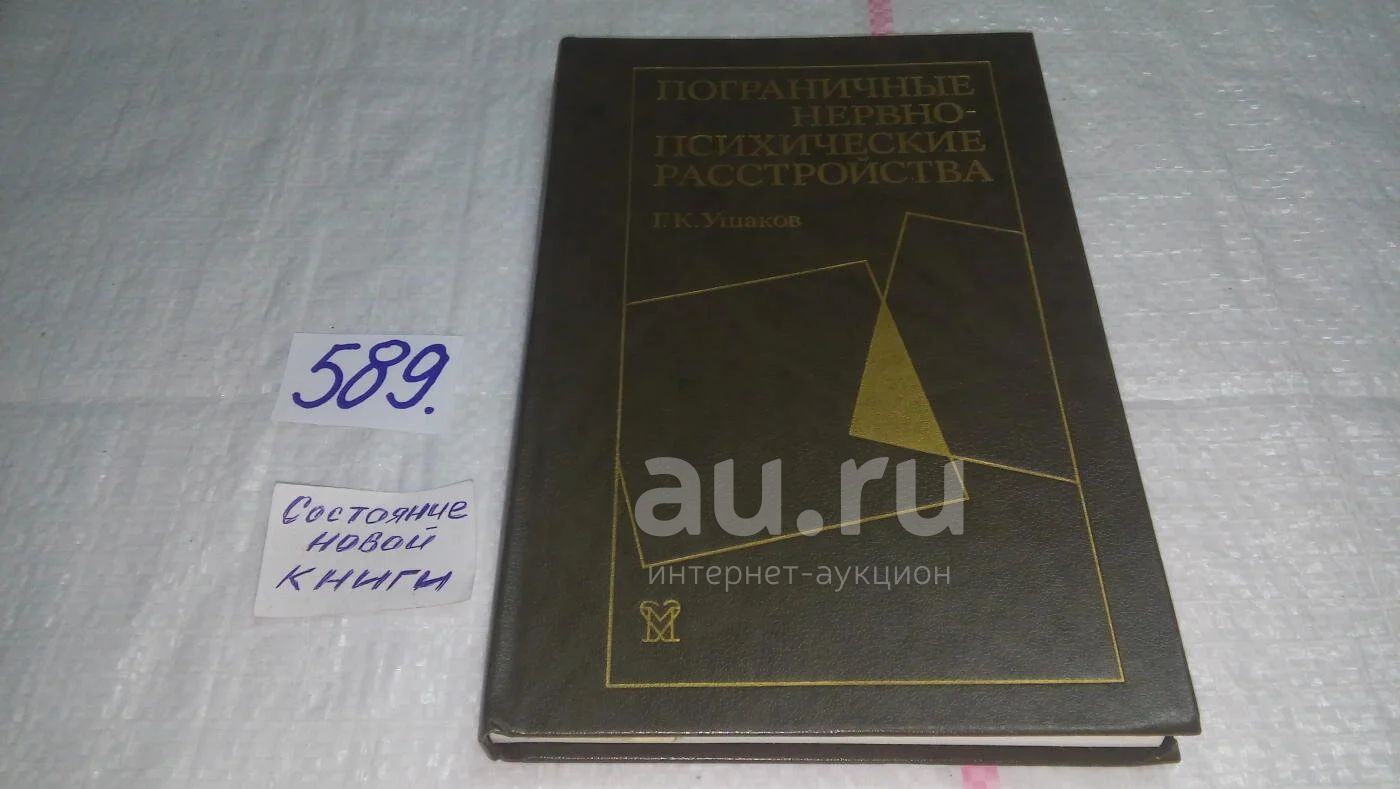 ПОГРАНИЧНЫЕ
НЕРВНО-
ПСИХИЧЕСКИЕ
РАССТРОЙСТВА
Г. К. Ушаков
589.
Состояние
новой
книги
au.ru
интернет-аукцион